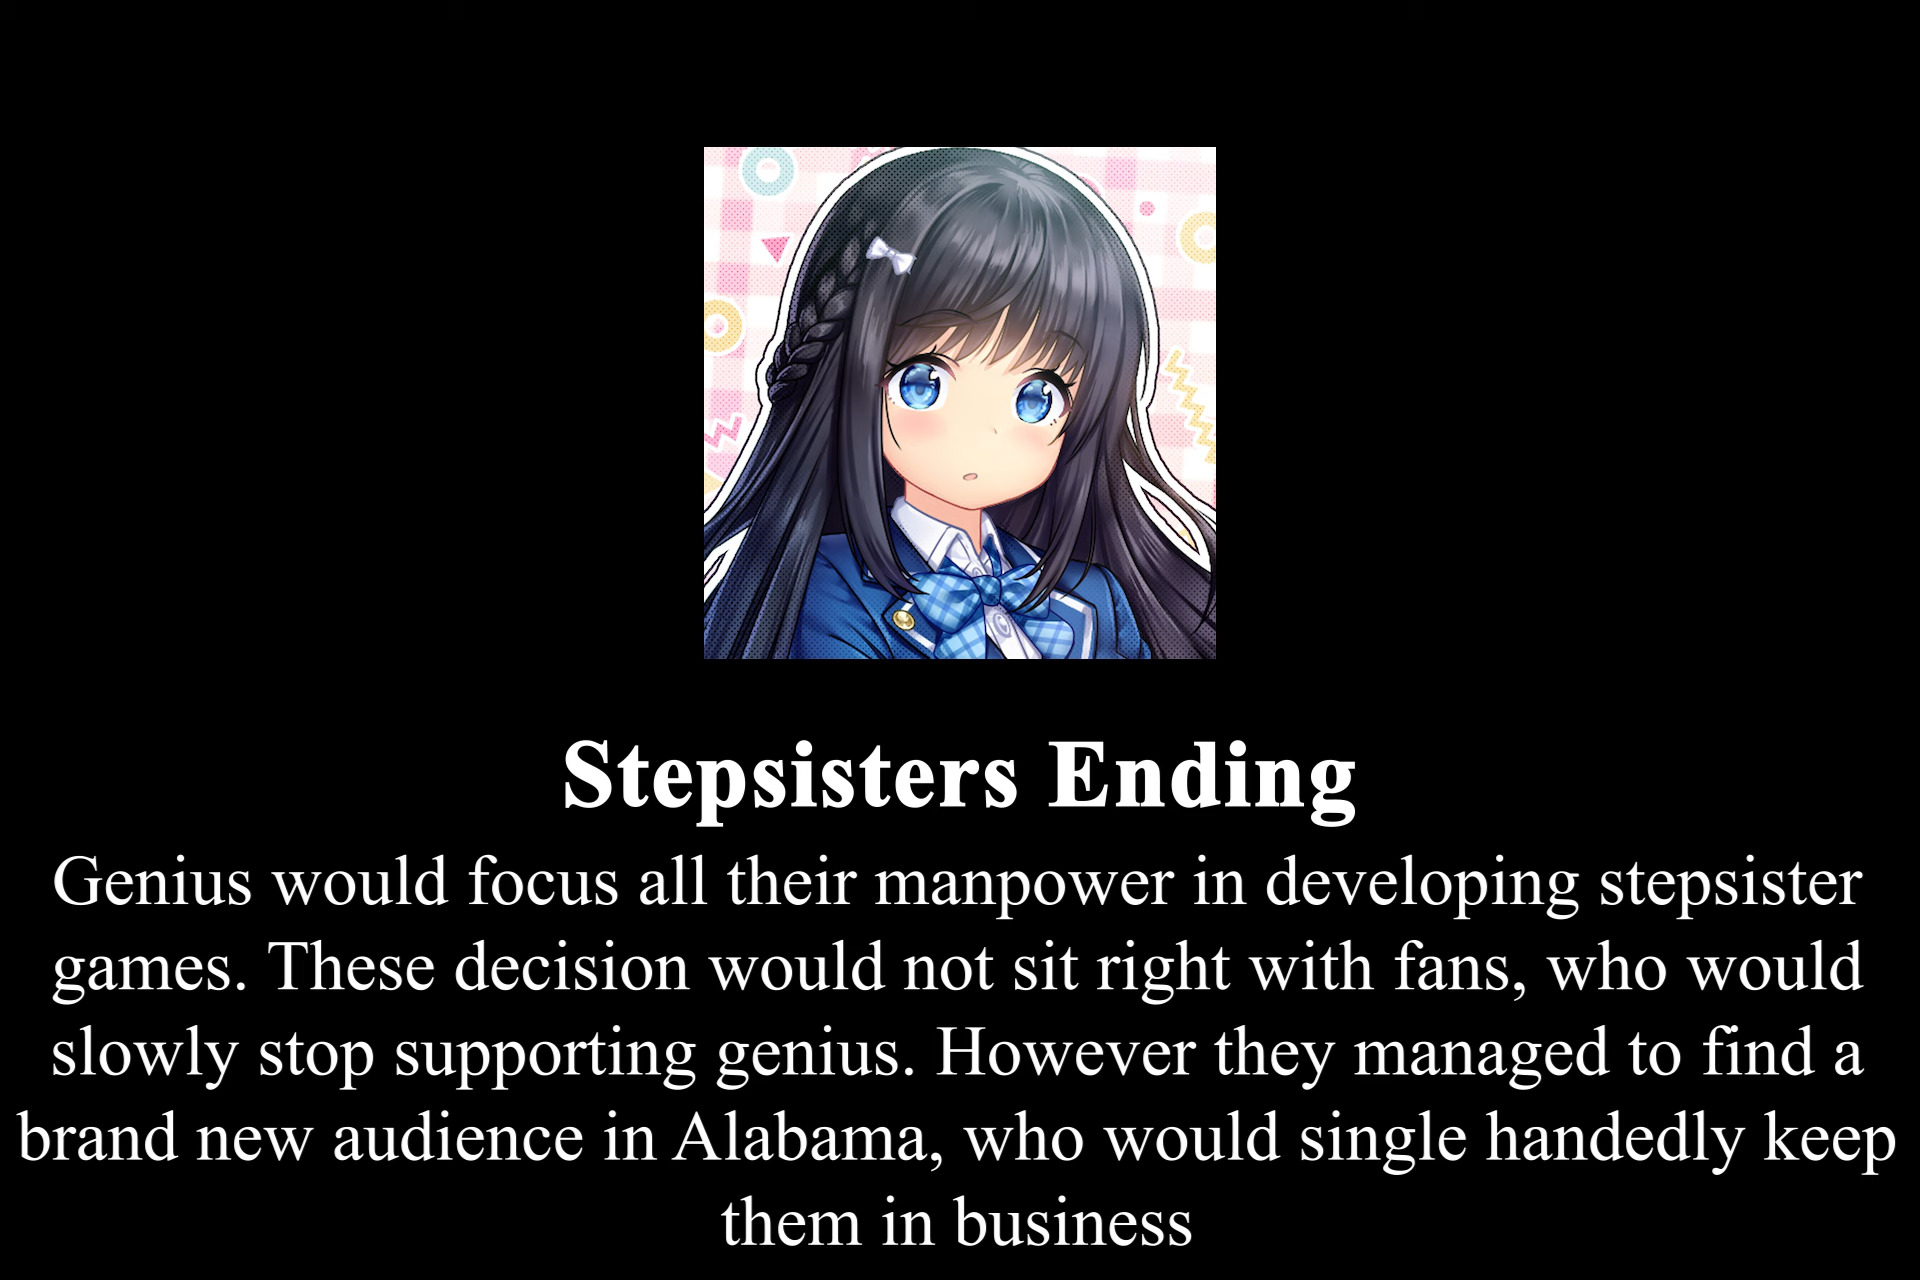 Stepsisters Ending
Genius would focus all their manpower in developing stepsister
games. These decision would not sit right with fans, who would
slowly stop supporting genius. However they managed to find a
brand new audience in Alabama, who would single handedly keep
them in business